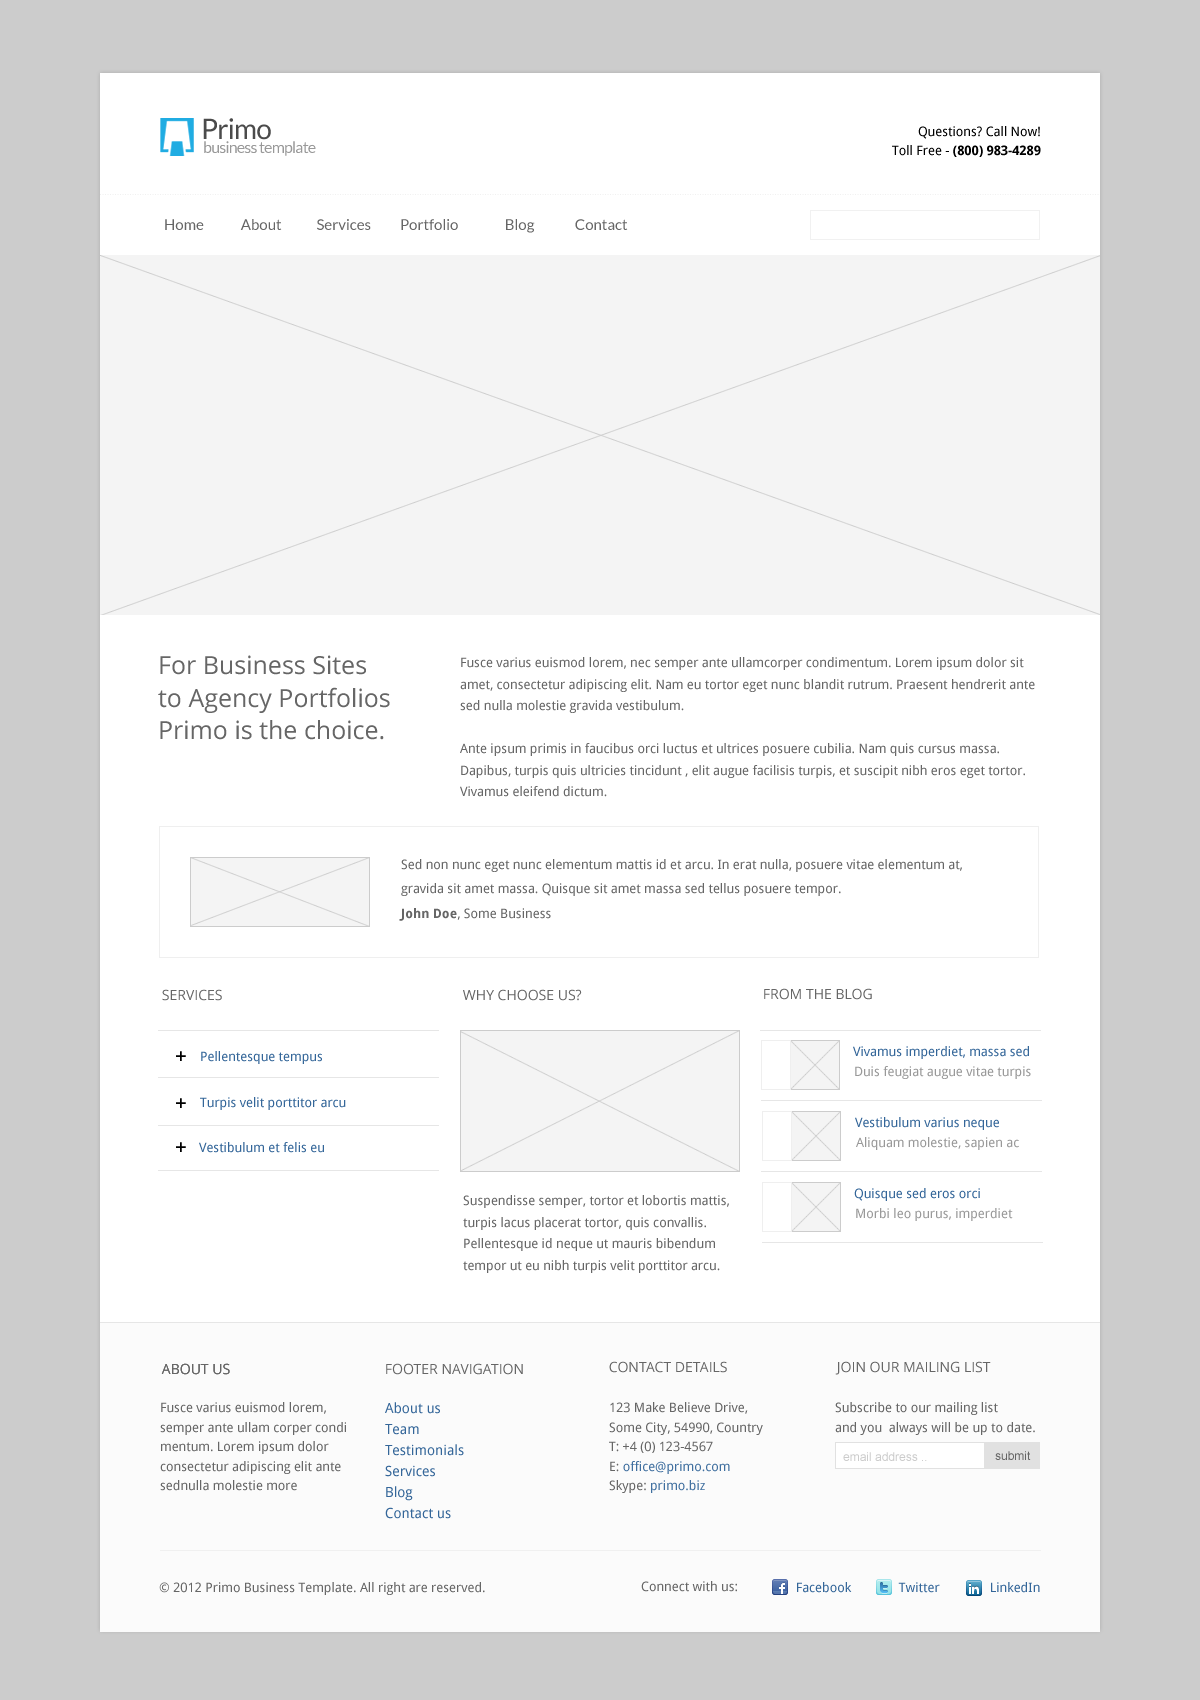 Primo
business template
Questions? Call Now!
Toll Free - (800) 983-4289
Home About Services Portfolio Blog Contact
For Business Sites
to Agency Portfolios
Primo is the choice.
Fusce varius euismod lorem, nec semper ante ullamcorper condimentum. Lorem ipsum dolor sit
amet, consectetur adipiscing elit. Nam eu tortor eget nunc blandit rutrum. Praesent hendrerit ante
sed nulla molestie gravida vestibulum.
Ante ipsum primis in faucibus orci luctus et ultrices posuere cubilia. Nam quis cursus massa.
Dapibus, turpis quis ultricies tincidunt , elit augue facilisis turpis, et suscipit nibh eros eget tortor.
Vivamus eleifend dictum.
Sed non nunc eget nunc elementum mattis id et arcu. In erat nulla, posuere vitae elementum at,
gravida sit amet massa. Quisque sit amet massa sed tellus posuere tempor.
John Doe, Some Business
SERVICES
+ Pellentesque tempus
+ Turpis velit porttitor arcu
+ Vestibulum et felis eu
WHY CHOOSE US?
Suspendisse semper, tortor et lobortis mattis,
turpis lacus placerat tortor, quis convallis.
Pellentesque id neque ut mauris bibendum
tempor ut eu nibh turpis velit porttitor arcu.
FROM THE BLOG
Vivamus imperdiet, massa sed
Duis feugiat augue vitae turpis
Vestibulum varius neque
Aliquam molestie, sapien ac
Quisque sed eros orci
Morbi leo purus, imperdiet
ABOUT US
Fusce varius euismod lorem,
semper ante ullam corper condi
mentum. Lorem ipsum dolor
consectetur adipiscing elit ante
sednulla molestie more
FOOTER NAVIGATION
About us
Team
Testimonials
Services
Blog
Contact us
CONTACT DETAILS
123 Make Believe Drive,
Some City, 54990, Country
T: +4 (0) 123-4567
E: office@primo.com
Skype: primo.biz
JOIN OUR MAILING LIST
Subscribe to our mailing list
and you  always will be up to date.
email address ..
submit
© 2012 Primo Business Template. All right are reserved.
Connect with us: Facebook Twitter LinkedIn